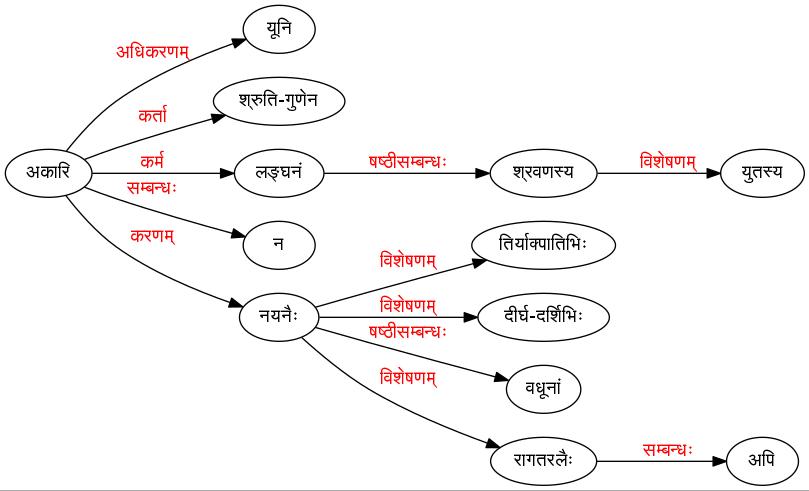 यूनि
अधिकरणम्
श्रुति-गुणेन
कर्ता
अकारि
कर्म
लङ्घनं
षष्ठीसम्बन्धः
श्रवणस्य
विशेषणम्
युतस्य
सम्बन्धः
न
करणम्
नयनैः
विशेषणम्
तिर्याक्पातिभिः
विशेषणम्
दीर्घ-दर्शिभिः
षष्ठीसम्बन्धः
वधूनां
विशेषणम्
रागतरलैः
सम्बन्धः
अपि